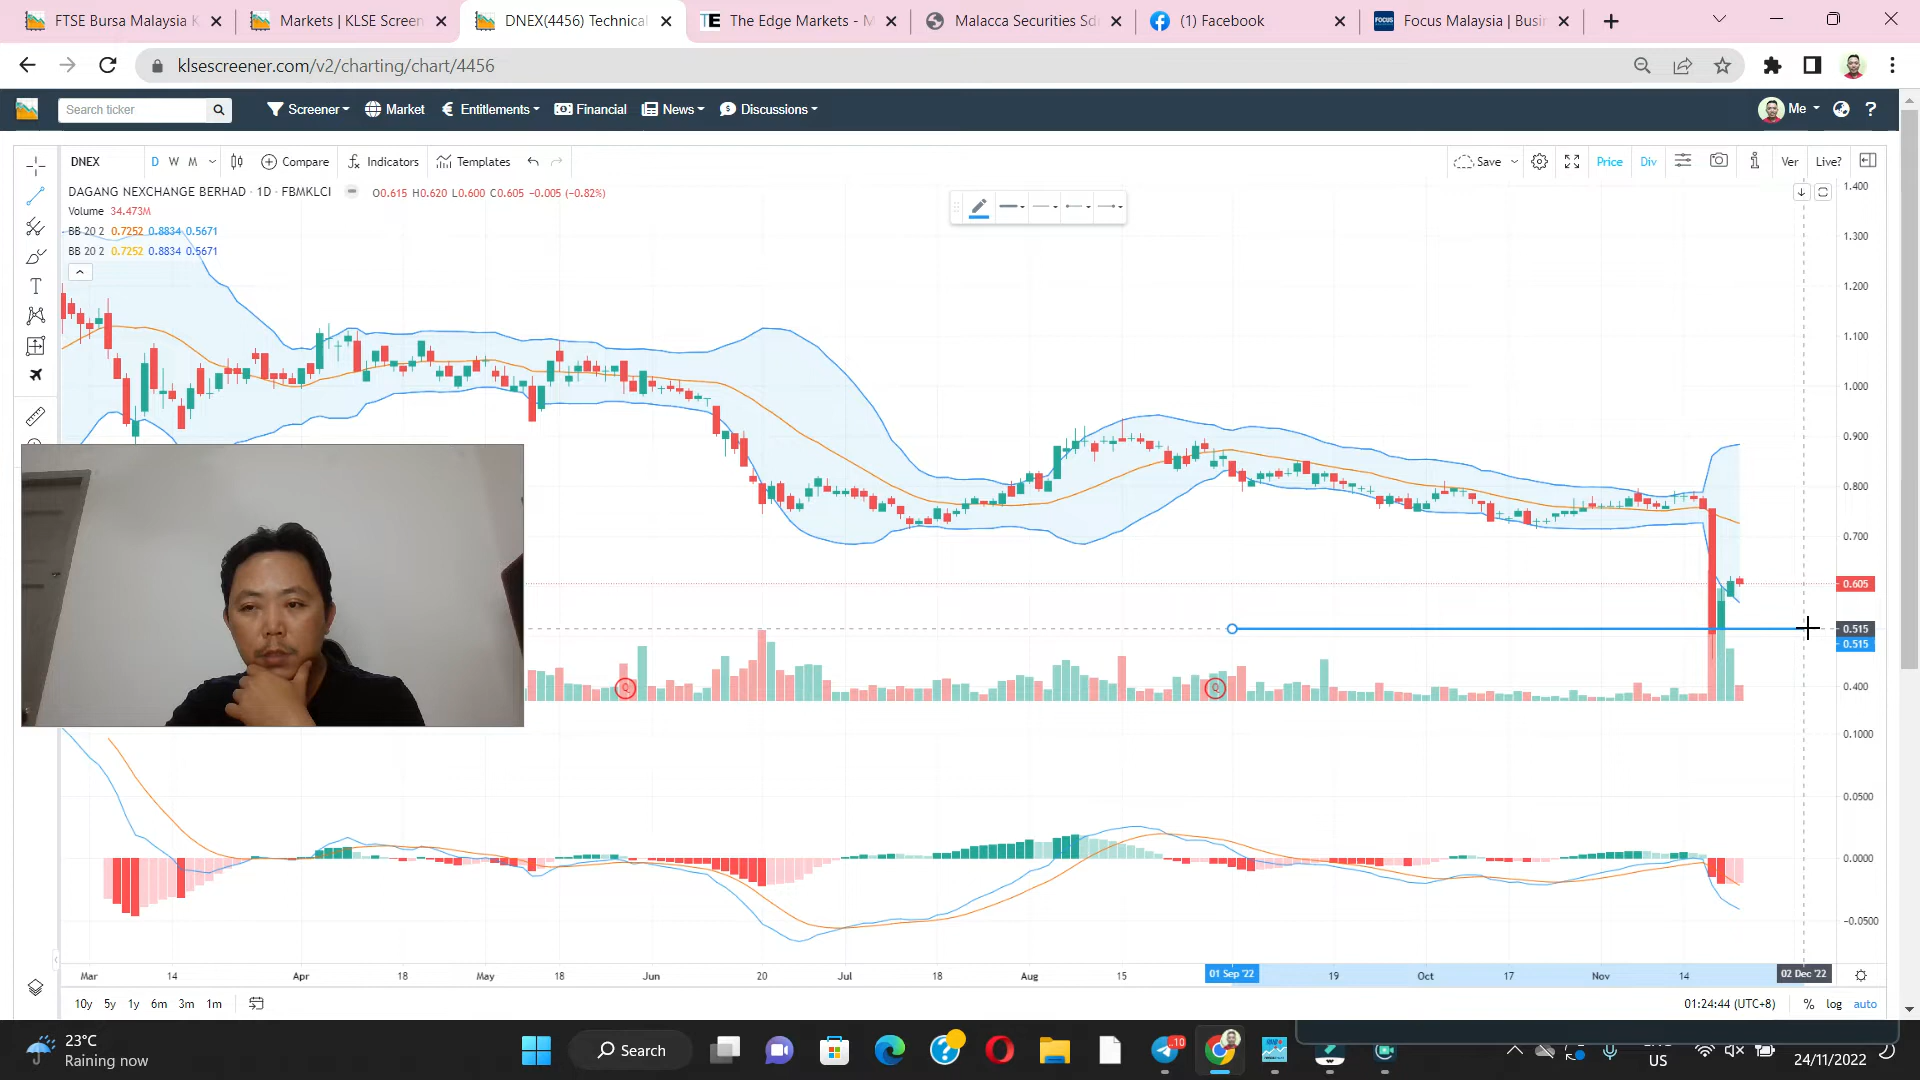 FTSE Bursa Malaysia K
Markets | KLSE Screen
DNEX(4456) Technical
The Edge Markets - M
Malacca Securities Sd
(1) Facebook
Focus Malaysia | Busi
klsescreener.com/v2/charting/chart/4456
Search ticker
Screener
Market
Entitlements
Financial
News
Discussions
Me
DNEX
D W M
Compare
Indicators
Templates
Save
Price
Div
Ver
Live?
DAGANG NEXCHANGE BERHAD · 1D · FBMKLCI
O0.615 H0.620 L0.600 C0.605 −0.005 (−0.82%)
Volume 34.473M
BB 20 2 0.7252 0.8834 0.5671
BB 20 2 0.7252 0.8834 0.5671
1.400
1.300
1.200
1.100
1.000
0.900
0.800
0.700
0.605
0.515
0.515
0.400
0.1000
0.0500
0.0000
−0.0500
Q
Q
Mar 14 Apr 18 May 18 Jun 20 Jul 18 Aug 15 01 Sep '22 19 Oct 17 Nov 14 02 Dec '22
10y 5y 1y 6m 3m 1m
01:24:44 (UTC+8)
% log auto
23°C
Raining now
Search
10
US
24/11/2022